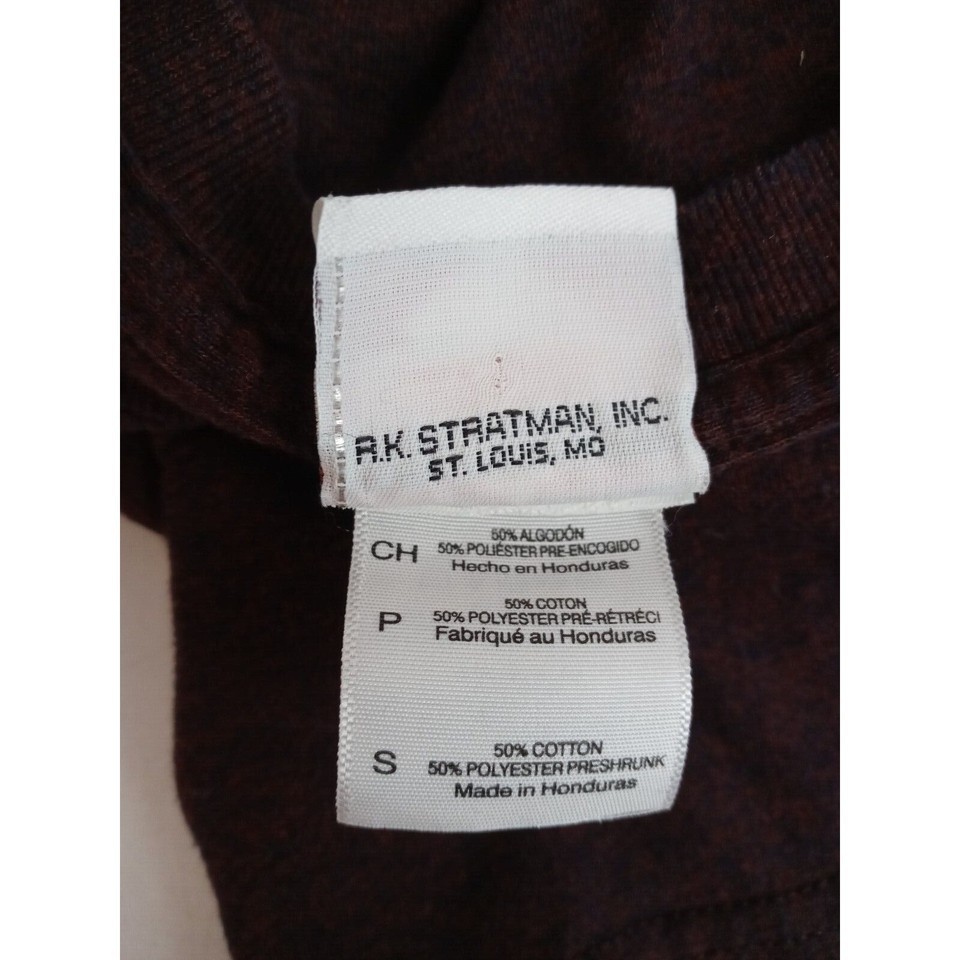 R.K. STRATMAN, INC.
ST. LOUIS, MO
CH
50% ALGODÓN
50% POLIÉSTER PRE-ENCOGIDO
Hecho en Honduras
P
50% COTON
50% POLYESTER PRÉ-RÉTRÉCI
Fabriqué au Honduras
S
50% COTTON
50% POLYESTER PRESHRUNK
Made in Honduras